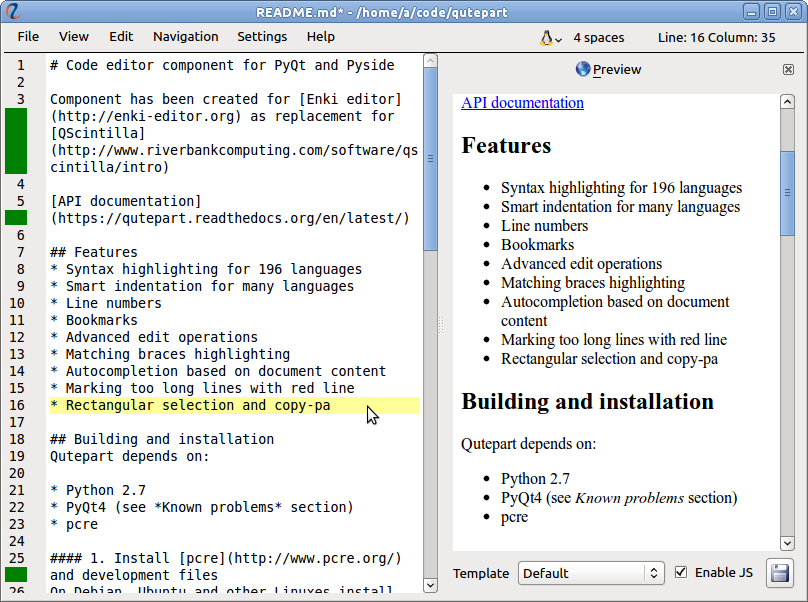 README.md* - /home/a/code/qutepart
File View Edit Navigation Settings Help 4 spaces Line: 16 Column: 35
1 # Code editor component for PyQt and Pyside
2
3 Component has been created for [Enki editor]
(http://enki-editor.org) as replacement for
[QScintilla]
(http://www.riverbankcomputing.com/software/qs
cintilla/intro)
4
5 [API documentation]
(https://qutepart.readthedocs.org/en/latest/)
6
7 ## Features
8 * Syntax highlighting for 196 languages
9 * Smart indentation for many languages
10 * Line numbers
11 * Bookmarks
12 * Advanced edit operations
13 * Matching braces highlighting
14 * Autocompletion based on document content
15 * Marking too long lines with red line
16 * Rectangular selection and copy-pa
17
18 ## Building and installation
19 Qutepart depends on:
20
21 * Python 2.7
22 * PyQt4 (see *Known problems* section)
23 * pcre
24
25 #### 1. Install [pcre](http://www.pcre.org/)
and development files
26 On Debian, Ubuntu and other Linuxes install
Preview
API documentation
Features
• Syntax highlighting for 196 languages
• Smart indentation for many languages
• Line numbers
• Bookmarks
• Advanced edit operations
• Matching braces highlighting
• Autocompletion based on document
content
• Marking too long lines with red line
• Rectangular selection and copy-pa
Building and installation
Qutepart depends on:
• Python 2.7
• PyQt4 (see Known problems section)
• pcre
Template Default Enable JS